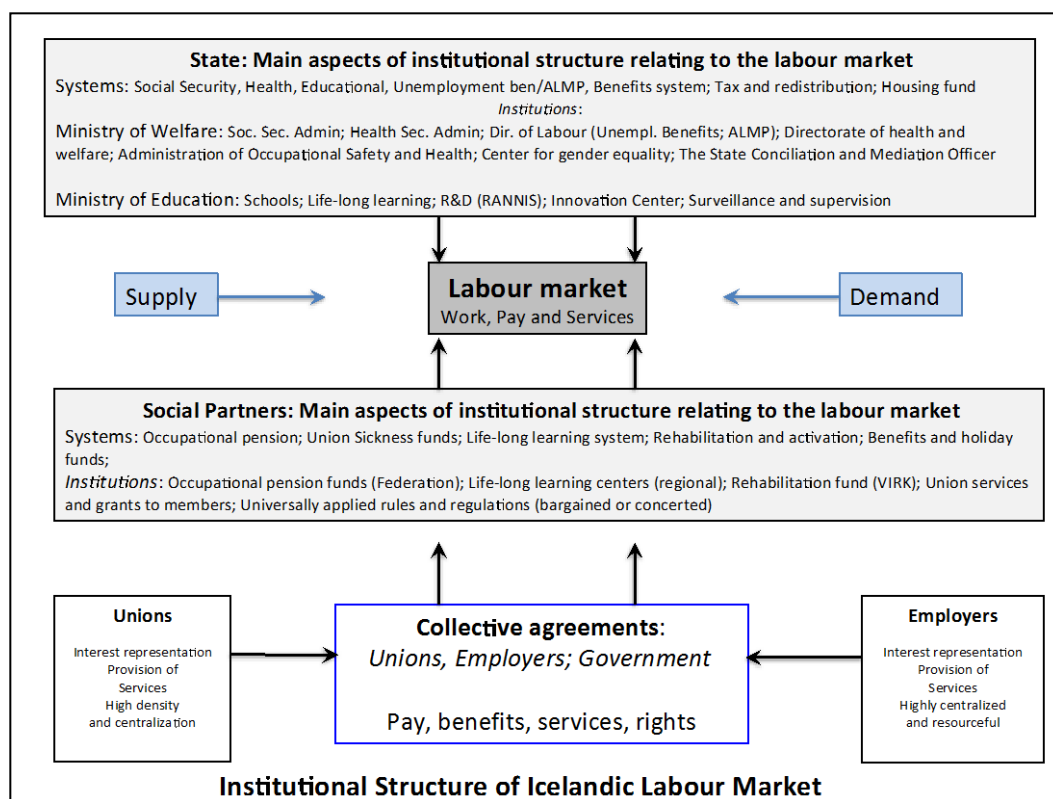 State: Main aspects of institutional structure relating to the labour market
Systems: Social Security, Health, Educational, Unemployment ben/ALMP, Benefits system; Tax and redistribution; Housing fund
Institutions:
Ministry of Welfare: Soc. Sec. Admin; Health Sec. Admin; Dir. of Labour (Unempl. Benefits; ALMP); Directorate of health and
welfare; Administration of Occupational Safety and Health; Center for gender equality; The State Conciliation and Mediation Officer
Ministry of Education: Schools; Life-long learning; R&D (RANNIS); Innovation Center; Surveillance and supervision
Supply
Labour market
Work, Pay and Services
Demand
Social Partners: Main aspects of institutional structure relating to the labour market
Systems: Occupational pension; Union Sickness funds; Life-long learning system; Rehabilitation and activation; Benefits and holiday
funds;
Institutions: Occupational pension funds (Federation); Life-long learning centers (regional); Rehabilitation fund (VIRK); Union services
and grants to members; Universally applied rules and regulations (bargained or concerted)
Unions
Interest representation
Provision of
Services
High density
and centralization
Collective agreements:
Unions, Employers; Government
Pay, benefits, services, rights
Employers
Interest representation
Provision of
Services
Highly centralized
and resourceful
Institutional Structure of Icelandic Labour Market